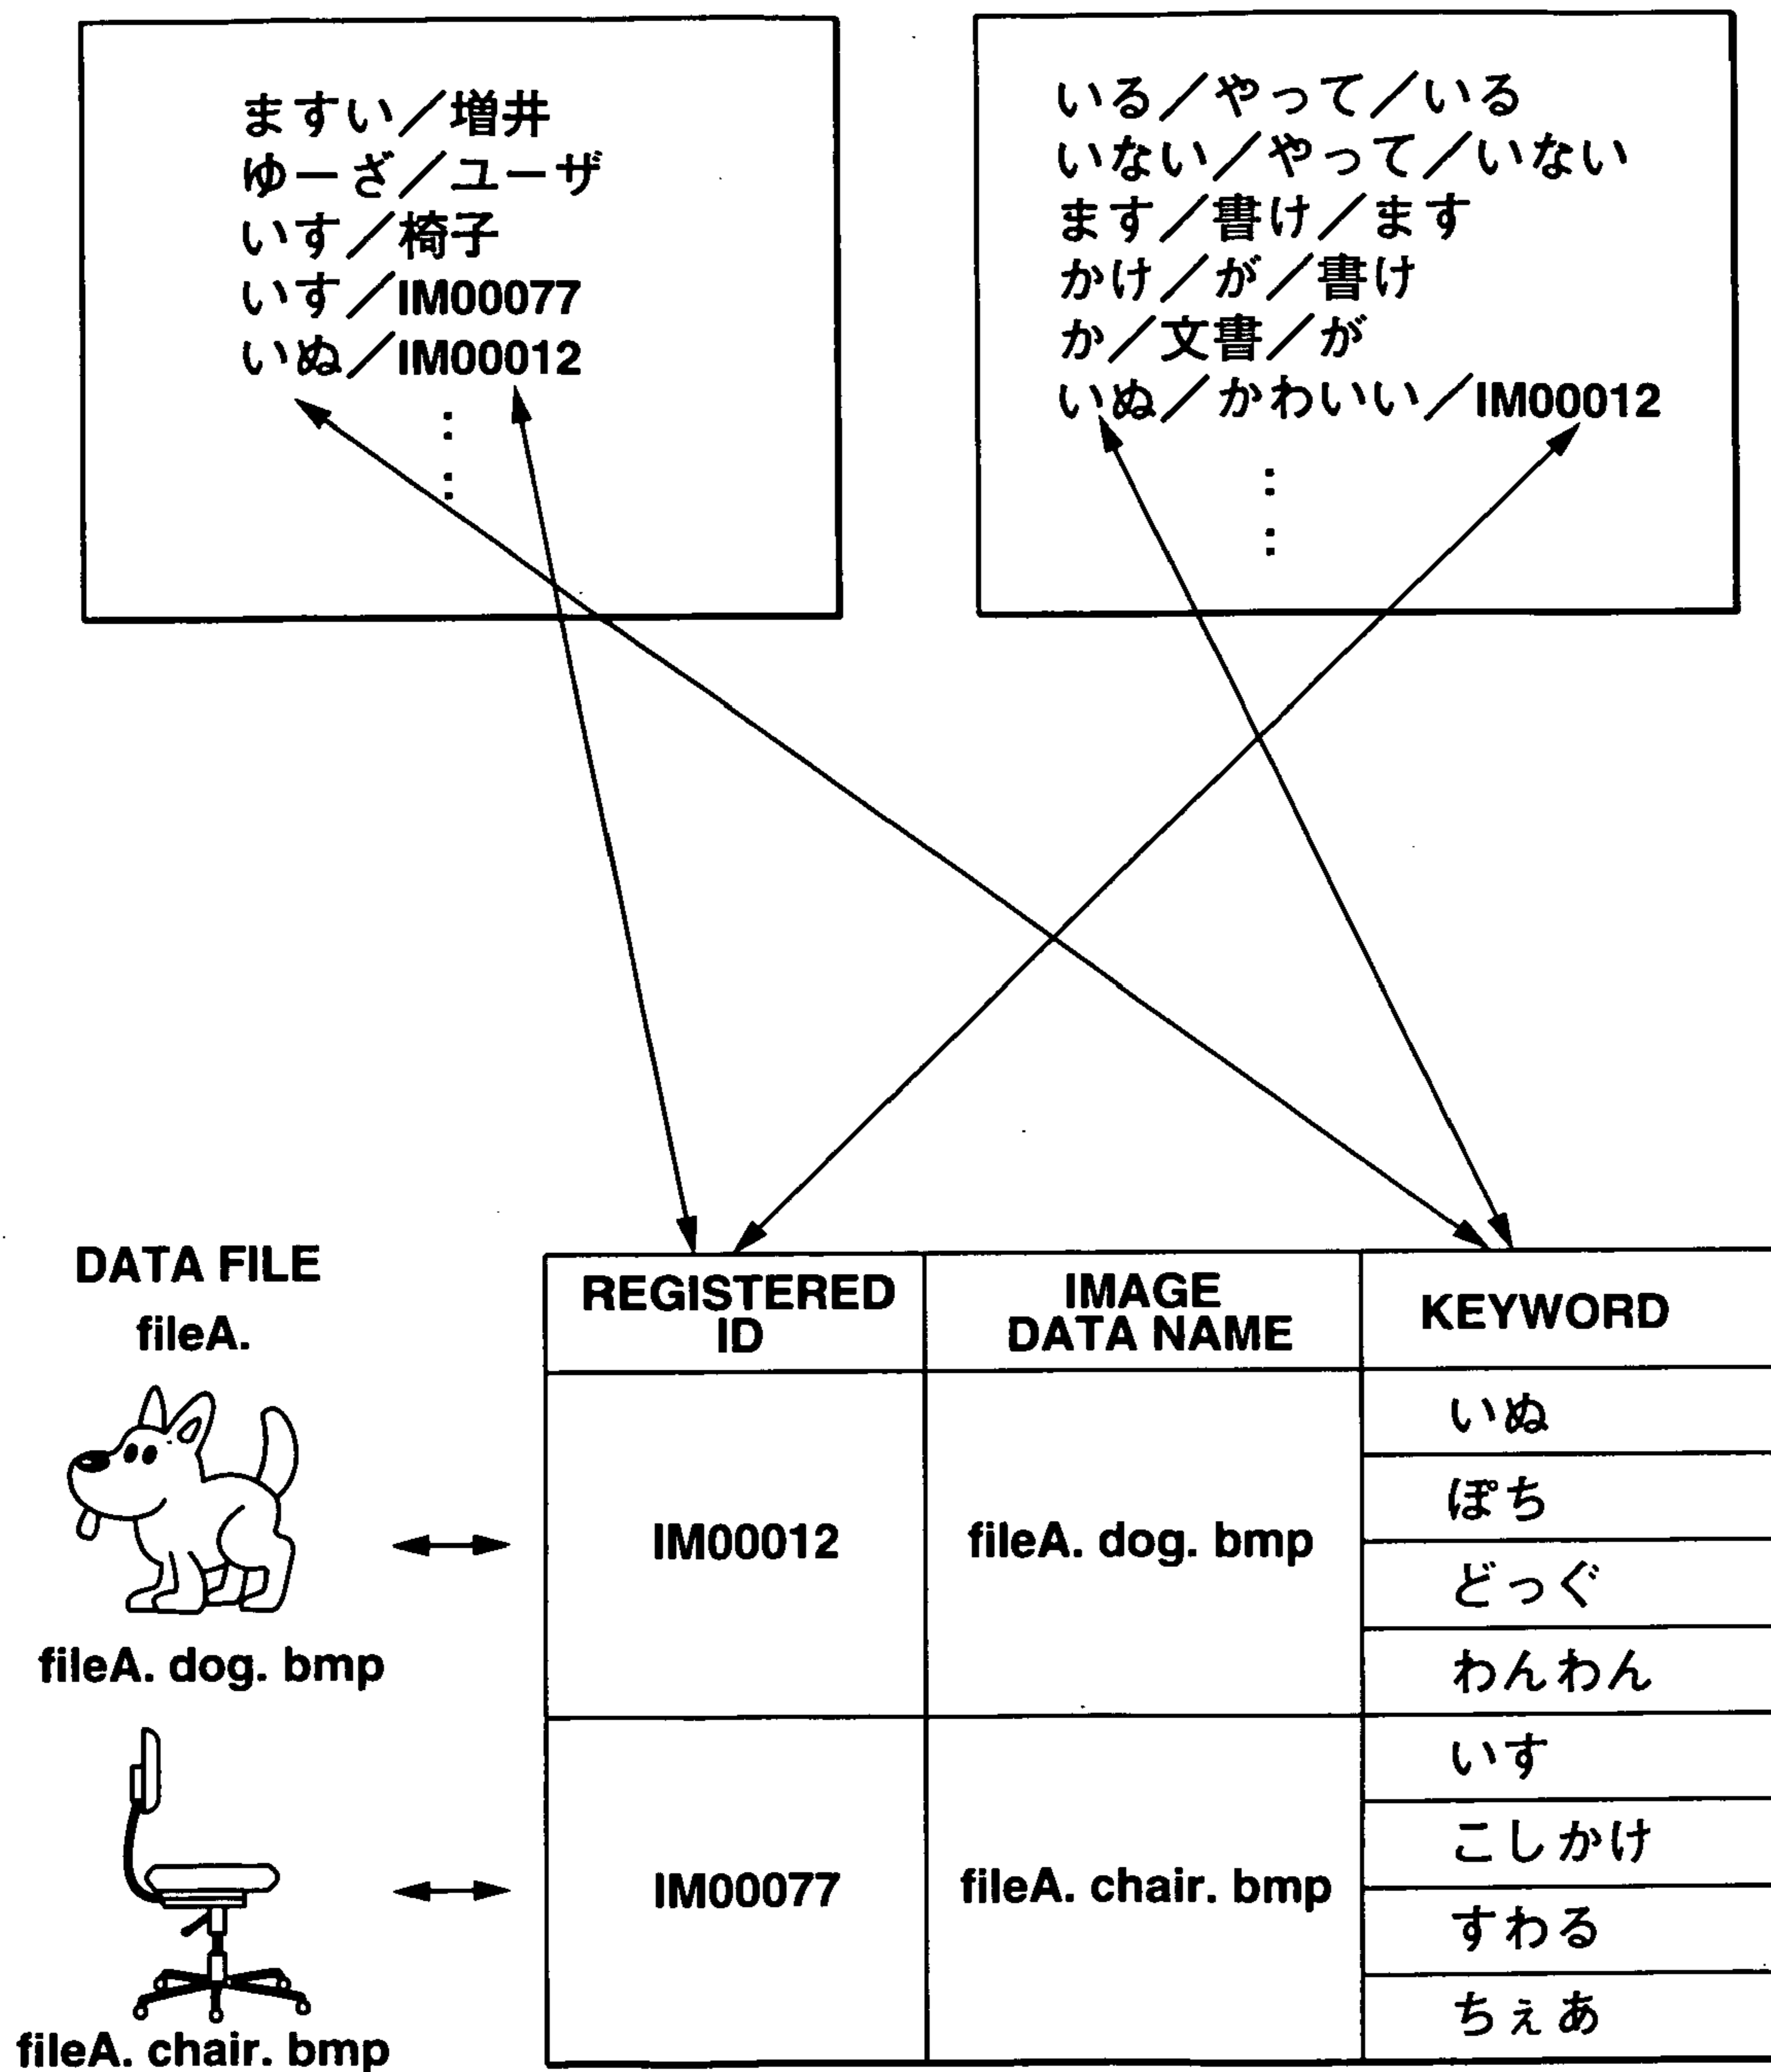 ますい／増井
ゆーざ／ユーザ
いす／椅子
いす／IM00077
いぬ／IM00012
いる／やって／いる
いない／やって／いない
ます／書け／ます
かけ／が／書け
か／文書／が
いぬ／かわいい／IM00012
DATA FILE
fileA.
fileA. dog. bmp
fileA. chair. bmp
REGISTERED ID
IMAGE DATA NAME
KEYWORD
IM00012
fileA. dog. bmp
いぬ
ぽち
どっぐ
わんわん
IM00077
fileA. chair. bmp
いす
こしかけ
すわる
ちぇあ